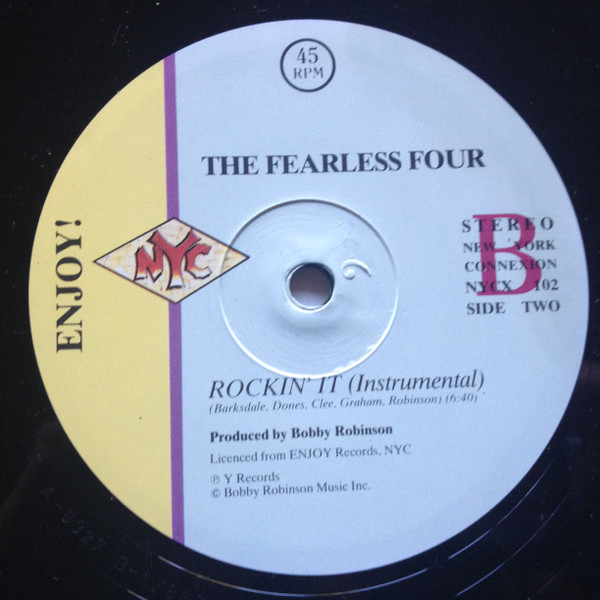 45
RPM
THE FEARLESS FOUR
ENJOY!
NYC
B
STEREO
NEW YORK
CONNEXION
NYCX 102
SIDE TWO
ROCKIN' IT (Instrumental)
(Barksdale, Dones, Clee, Graham, Robinson) (6:40)
Produced by Bobby Robinson
Licenced from ENJOY Records, NYC
℗ Y Records
© Bobby Robinson Music Inc.